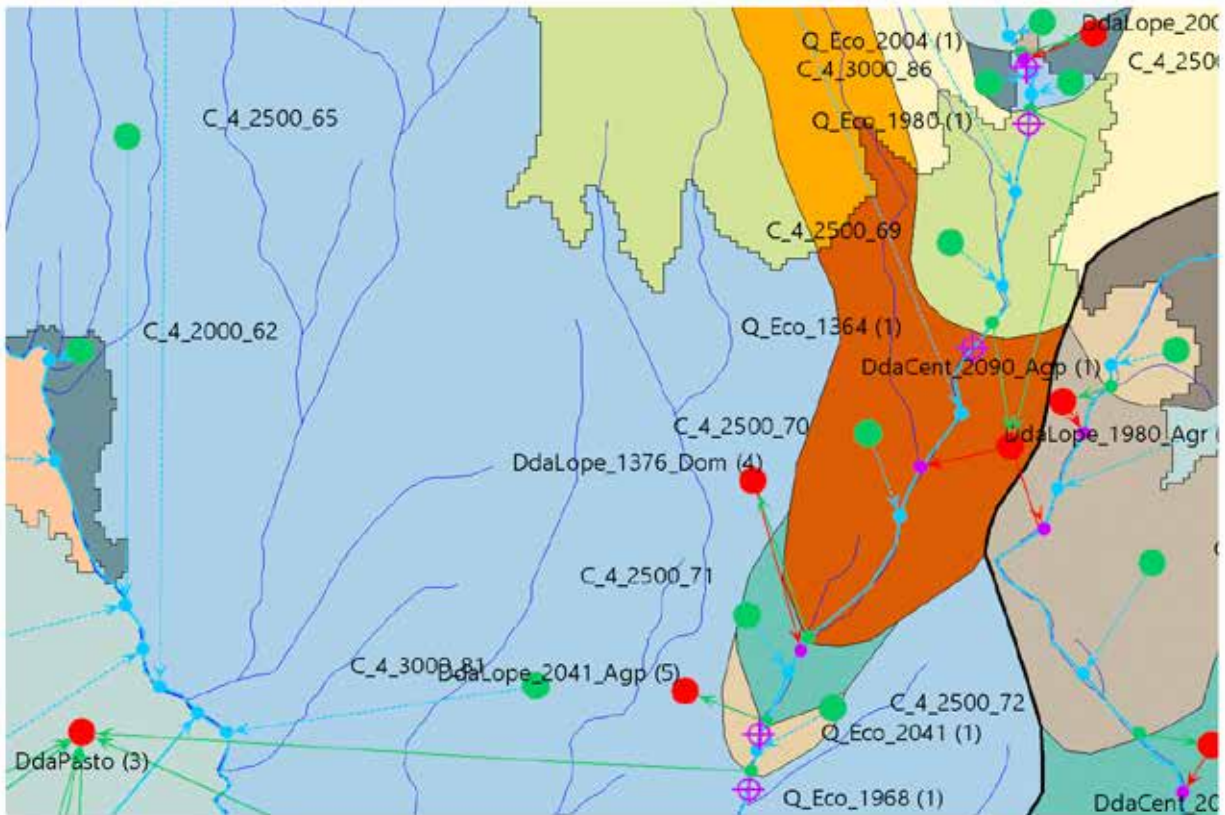 DdaLope_200
Q_Eco_2004 (1)
C_4_3000_86
C_4_2500
C_4_2500_65
Q_Eco_1980 (1)
C_4_2500_69
C_4_2000_62
Q_Eco_1364 (1)
DdaCent_2090_Agp (1)
C_4_2500_70
DdaLope_1980_Agr (
DdaLope_1376_Dom (4)
C_4_2500_71
C_4_3000_81
DdaLope_2041_Agp (5)
C_4_2500_72
Q_Eco_2041 (1)
DdaPasto (3)
Q_Eco_1968 (1)
DdaCent_20